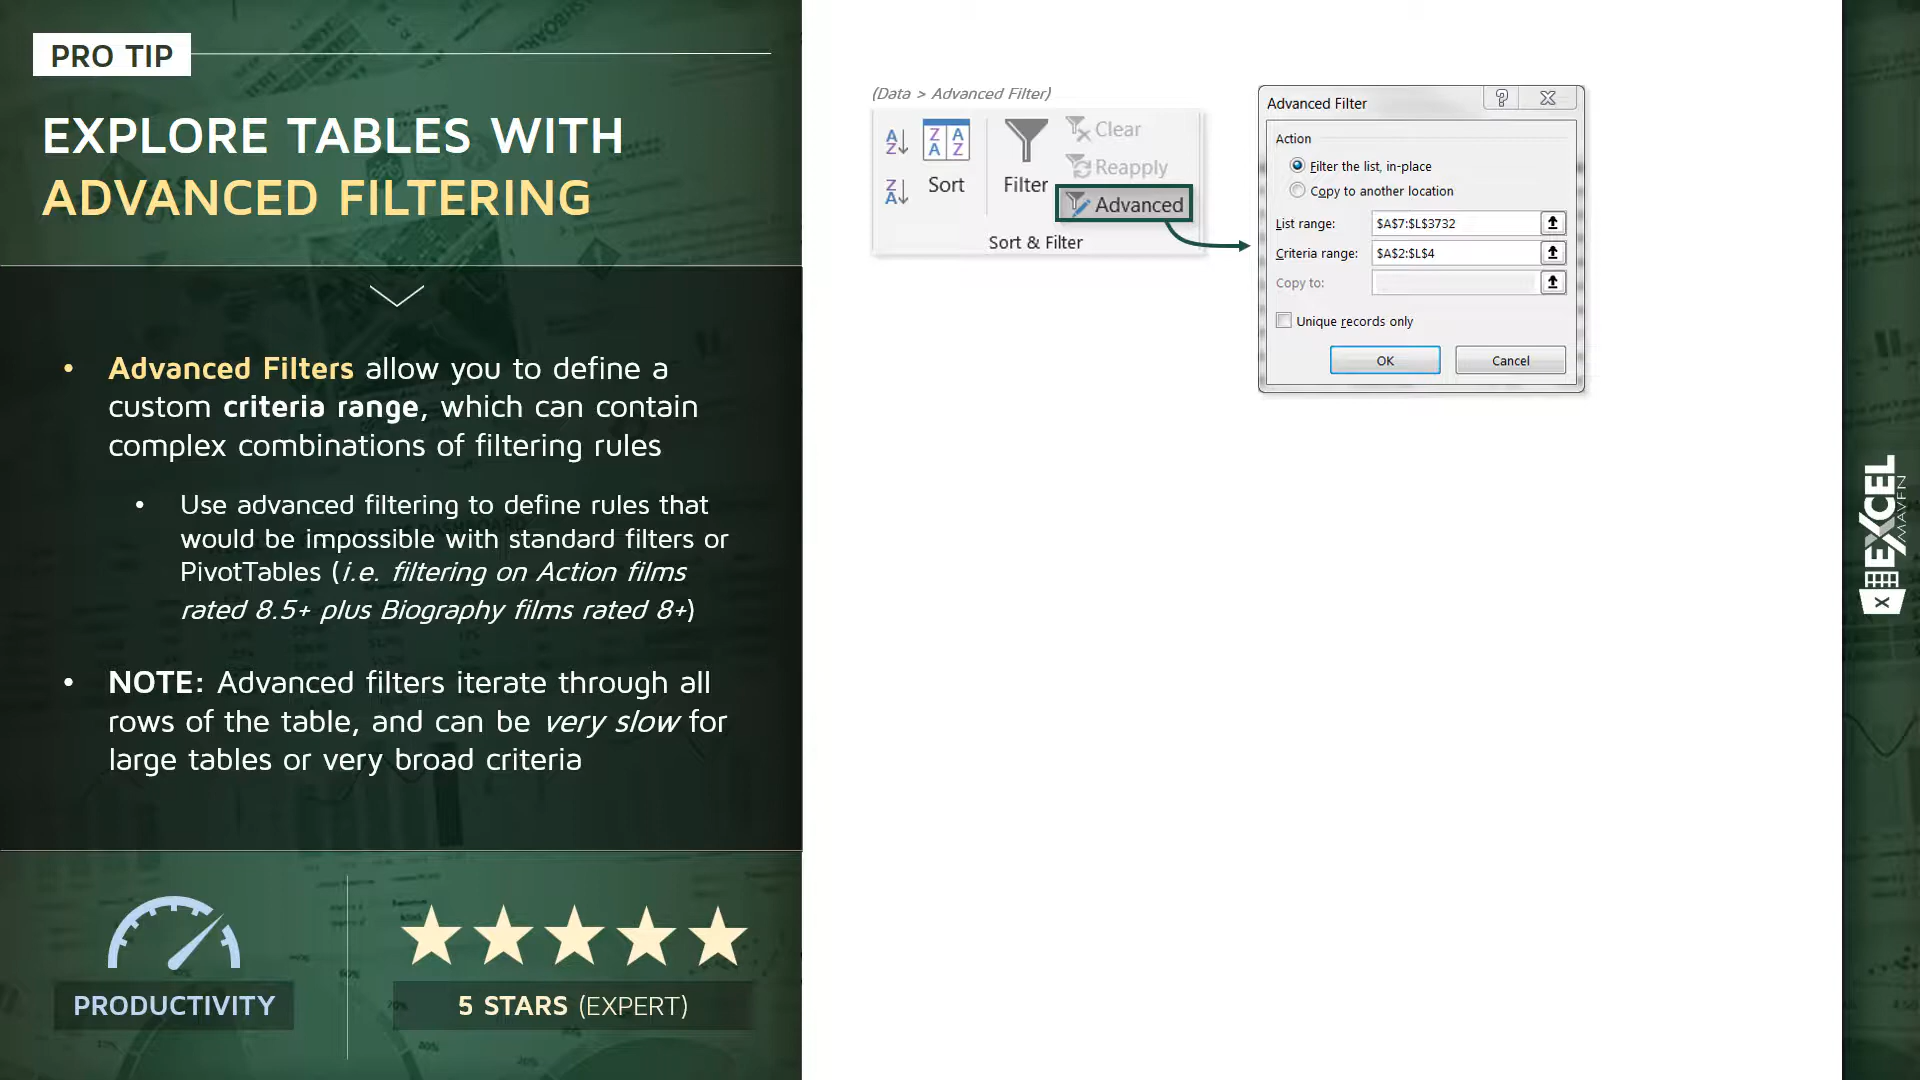 PRO TIP
EXPLORE TABLES WITH
ADVANCED FILTERING
• Advanced Filters allow you to define a
custom criteria range, which can contain
complex combinations of filtering rules
• Use advanced filtering to define rules that
would be impossible with standard filters or
PivotTables (i.e. filtering on Action films
rated 8.5+ plus Biography films rated 8+)
• NOTE: Advanced filters iterate through all
rows of the table, and can be very slow for
large tables or very broad criteria
PRODUCTIVITY
5 STARS (EXPERT)
(Data > Advanced Filter)
Sort
Filter
Clear
Reapply
Advanced
Sort & Filter
Advanced Filter
Action
Filter the list, in-place
Copy to another location
List range: $A$7:$L$3732
Criteria range: $A$2:$L$4
Copy to:
Unique records only
OK Cancel
EXCEL
MAVEN